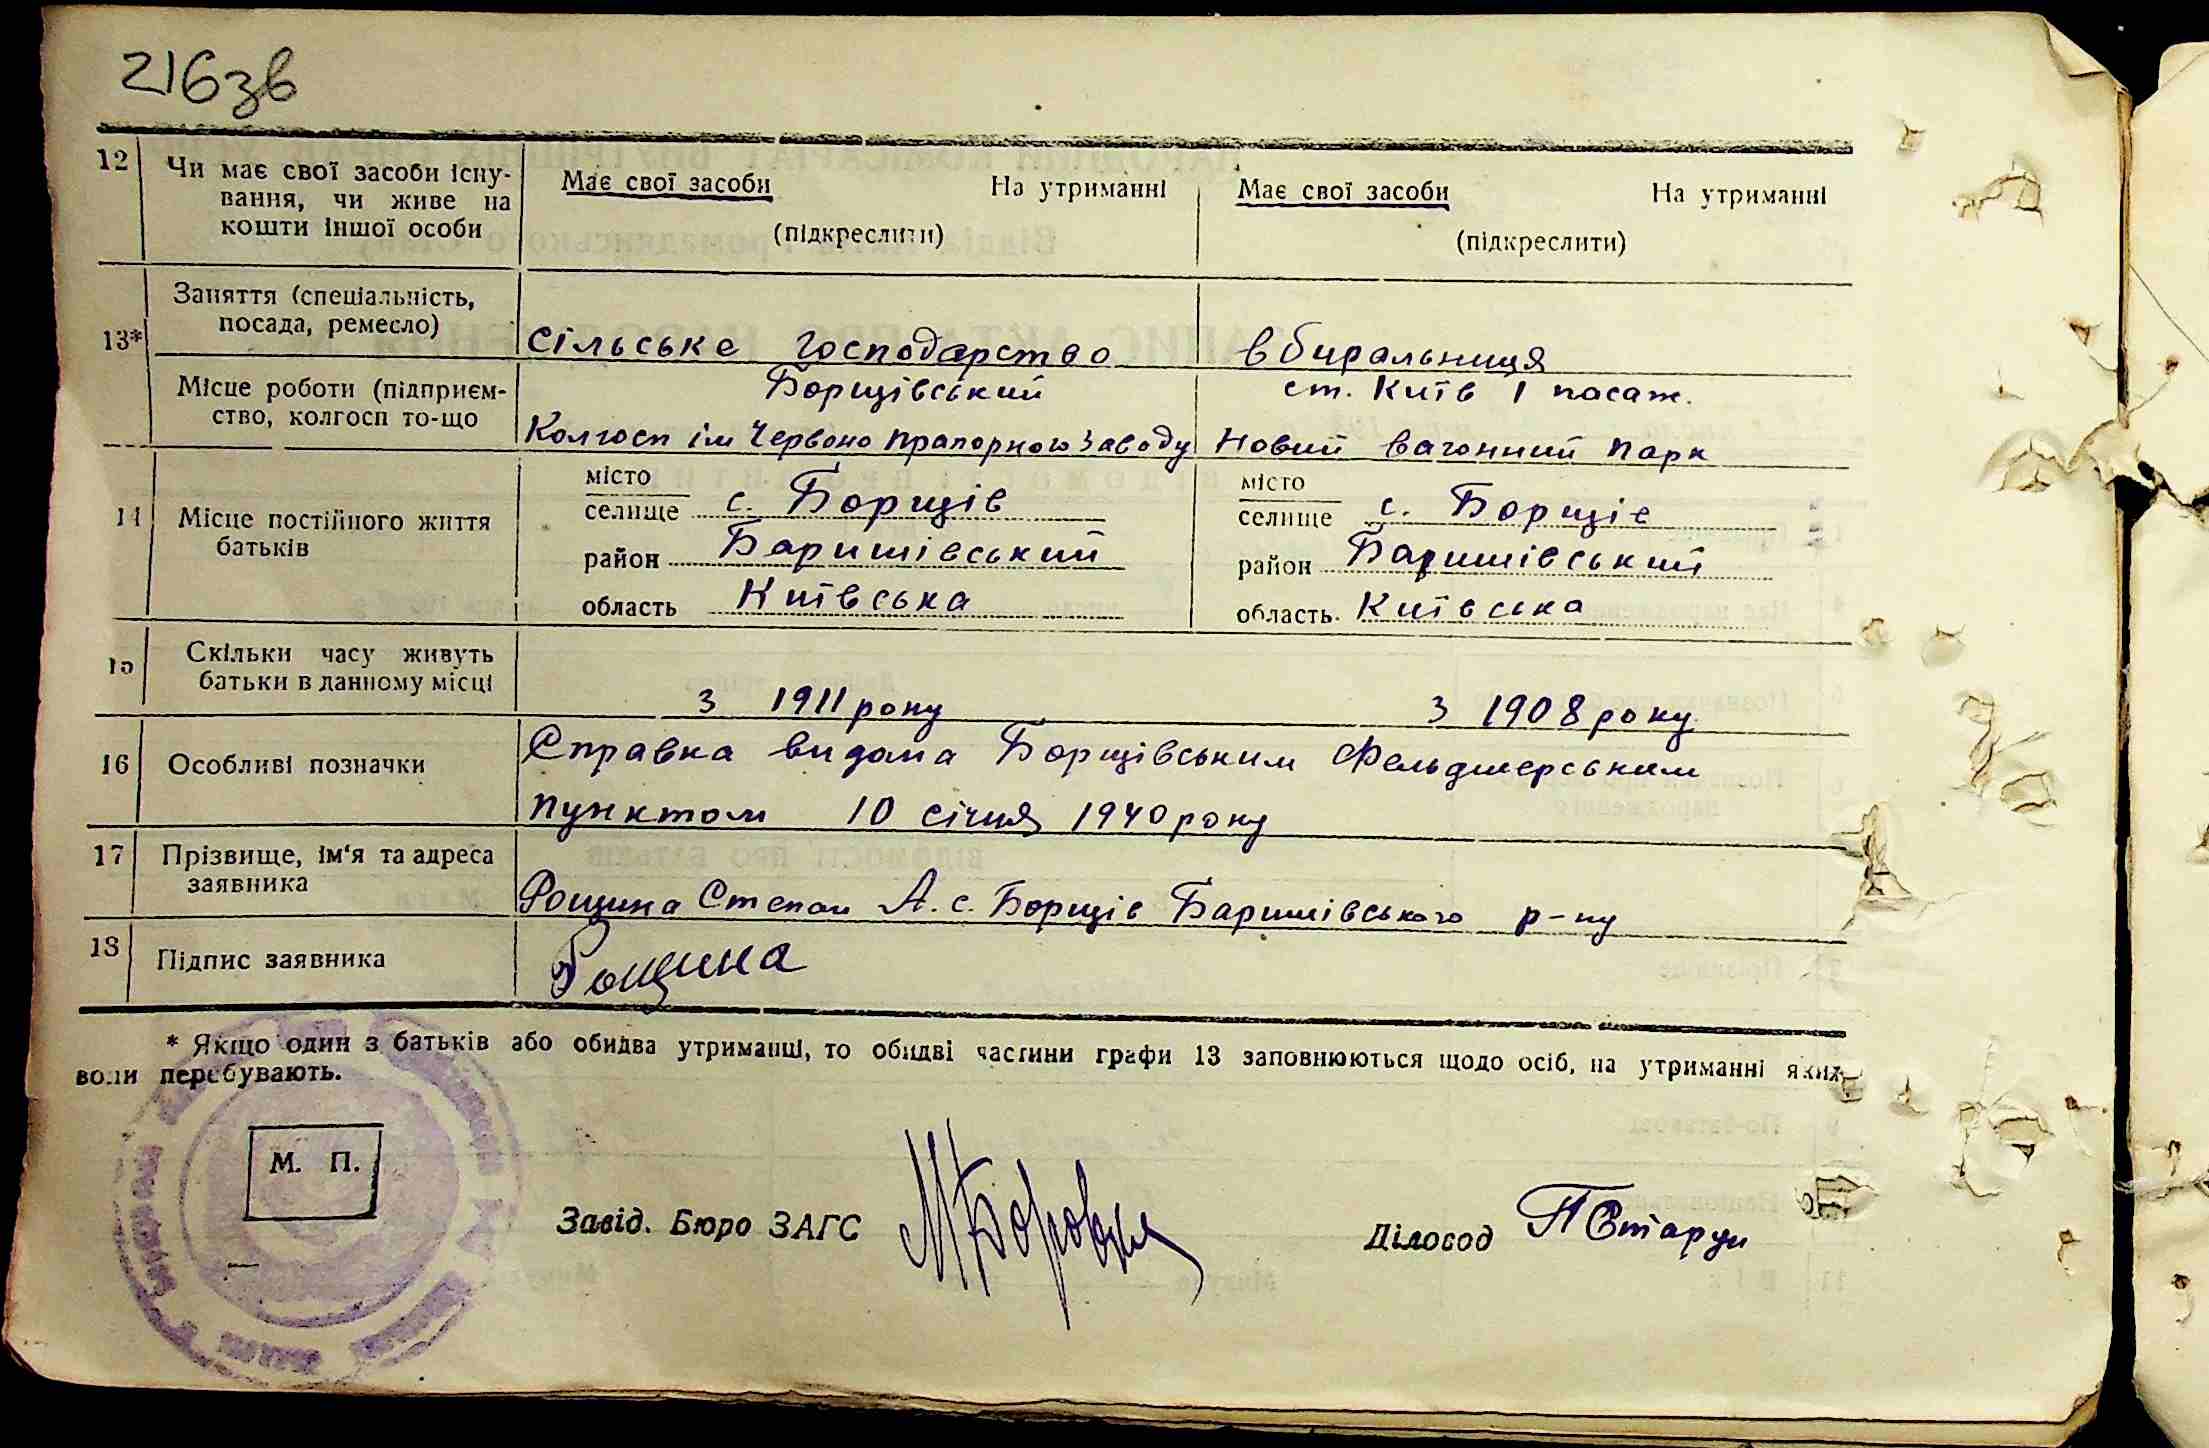 216зв
12 Чи має свої засоби існу-
вання, чи живе на
кошти іншої особи
Має свої засоби На утриманні
(підкреслити)
Має свої засоби На утриманні
(підкреслити)
13* Заняття (спеціальність,
посада, ремесло)
Сільське господарство
вбиральниця
Місце роботи (підприєм-
ство, колгосп то-що
Борщівський
Колгосп ім Червоно Прапорного Заводу
ст. Київ 1 пасаж.
Новий вагонний парк
14 Місце постійного життя
батьків
місто
селище с. Борщів
район Баришівський
область Київська
місто
селище с. Борщів
район Баришівський
область Київська
15 Скільки часу живуть
батьки в данному місці
з 1911 року з 1908 року
16 Особливі позначки
Справка видана Борщівським Фельдшерським
пунктом 10 січня 1940 року
17 Прізвище, ім'я та адреса
заявника
Рощина Степан А. с. Борщів Баришівського р-ну
18 Підпис заявника
Рощина
* Якщо один з батьків або обидва утриманці, то обидві частини графи 13 заповнюються щодо осіб, на утриманні яких
вони перебувають.
М. П.
Завід. Бюро ЗАГС
Діловод